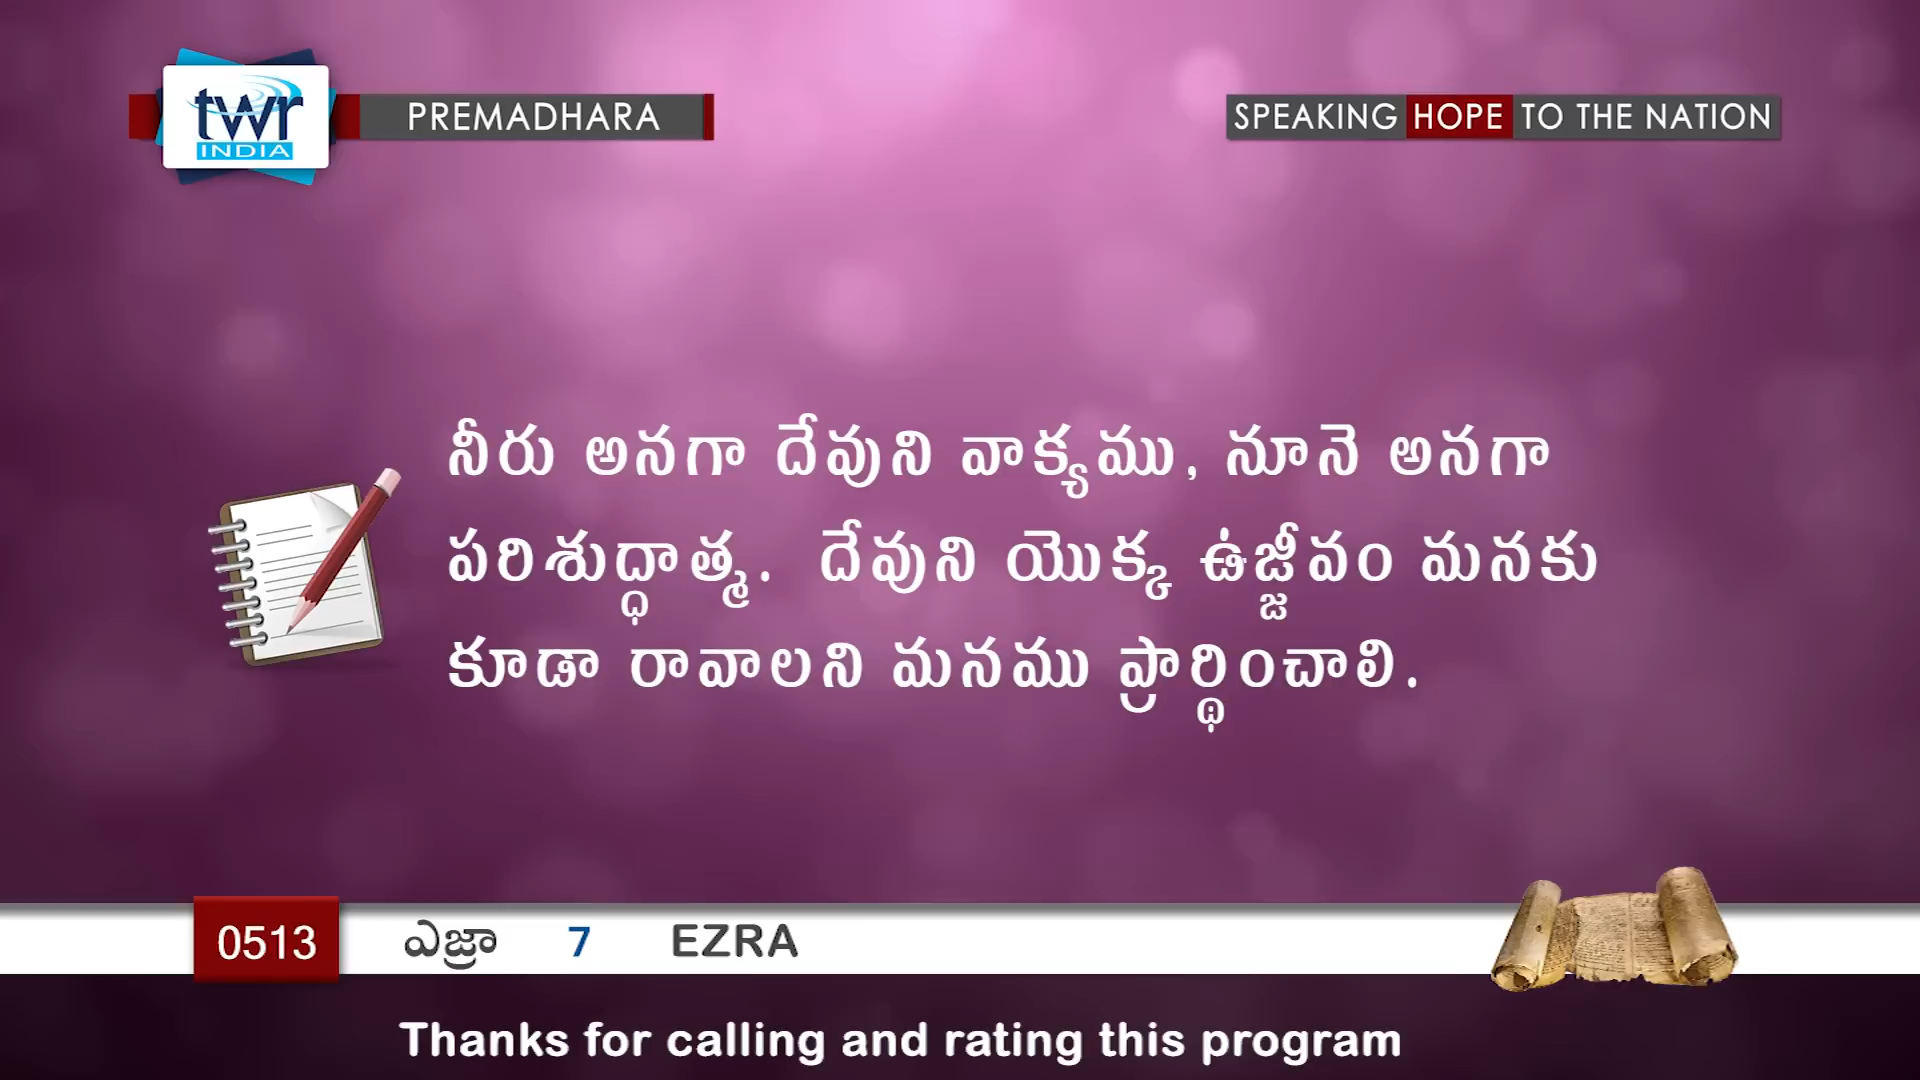 twr
INDIA
PREMADHARA
SPEAKING HOPE TO THE NATION
నీరు అనగా దేవుని వాక్యము, నూనె అనగా
పరిశుద్ధాత్మ. దేవుని యొక్క ఉజ్జీవం మనకు
కూడా రావాలని మనము ప్రార్థించాలి.
0513 ఎజ్రా 7 EZRA
Thanks for calling and rating this program